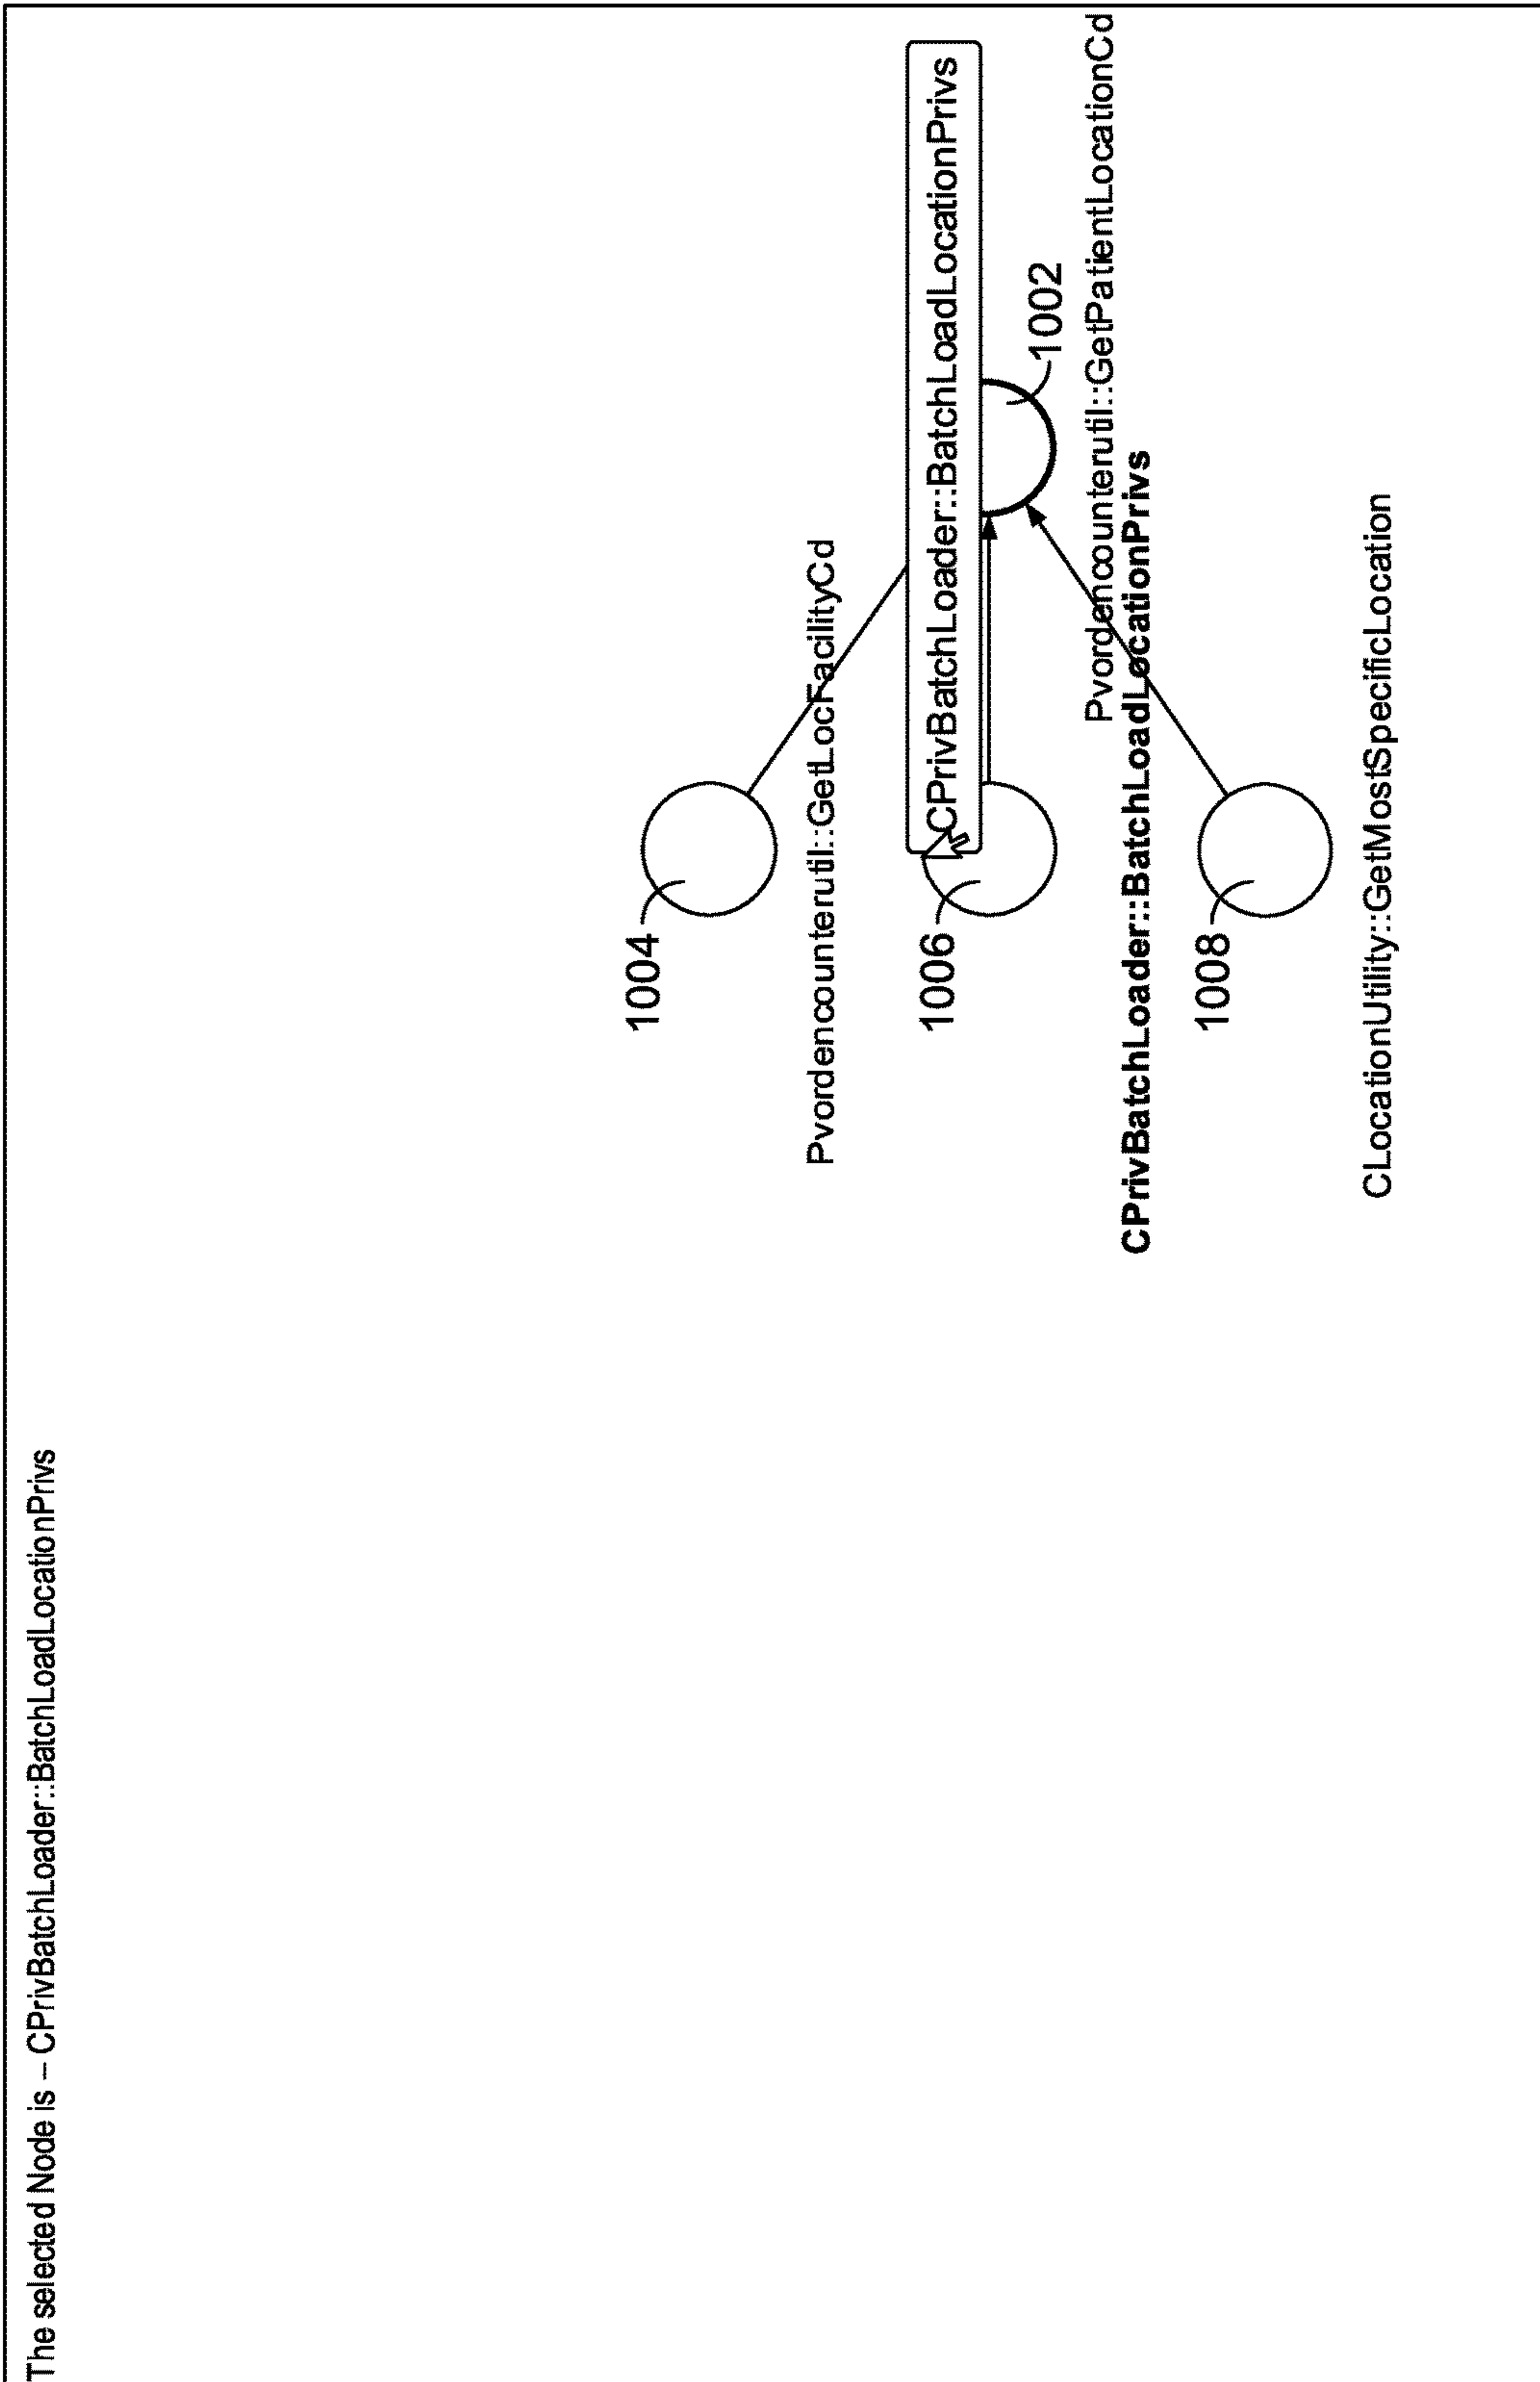 The selected Node is – CPrivBatchLoader::BatchLoadLocationPrivs
1004
Pvordencounterutil::GetLocFacilityCd
1006
CPrivBatchLoader::BatchLoadLocationPrivs
1002
Pvordencounterutil::GetPatientLocationCd
CPrivBatchLoader::BatchLoadLocationPrivs
1008
CLocationUtility::GetMostSpecificLocation